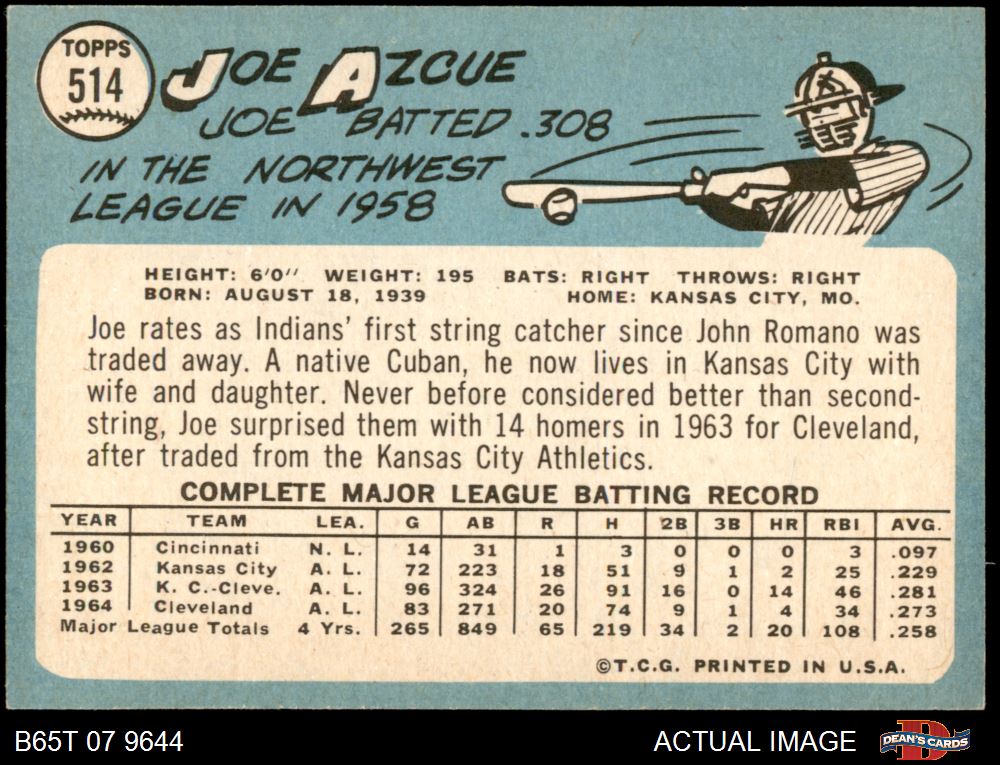 TOPPS
514
JOE AZCUE
JOE BATTED .308
IN THE NORTHWEST
LEAGUE IN 1958
HEIGHT: 6'0" WEIGHT: 195 BATS: RIGHT THROWS: RIGHT
BORN: AUGUST 18, 1939 HOME: KANSAS CITY, MO.
Joe rates as Indians' first string catcher since John Romano was
traded away. A native Cuban, he now lives in Kansas City with
wife and daughter. Never before considered better than second-
string, Joe surprised them with 14 homers in 1963 for Cleveland,
after traded from the Kansas City Athletics.
COMPLETE MAJOR LEAGUE BATTING RECORD
YEAR TEAM LEA. G AB R H 2B 3B HR RBI AVG.
1960 Cincinnati N. L. 14 31 1 3 0 0 0 3 .097
1962 Kansas City A. L. 72 223 18 51 9 1 2 25 .229
1963 K. C.-Cleve. A. L. 96 324 26 91 16 0 14 46 .281
1964 Cleveland A. L. 83 271 20 74 9 1 4 34 .273
Major League Totals 4 Yrs. 265 849 65 219 34 2 20 108 .258
©T.C.G. PRINTED IN U.S.A.
B65T 07 9644 ACTUAL IMAGE DEAN'S CARDS